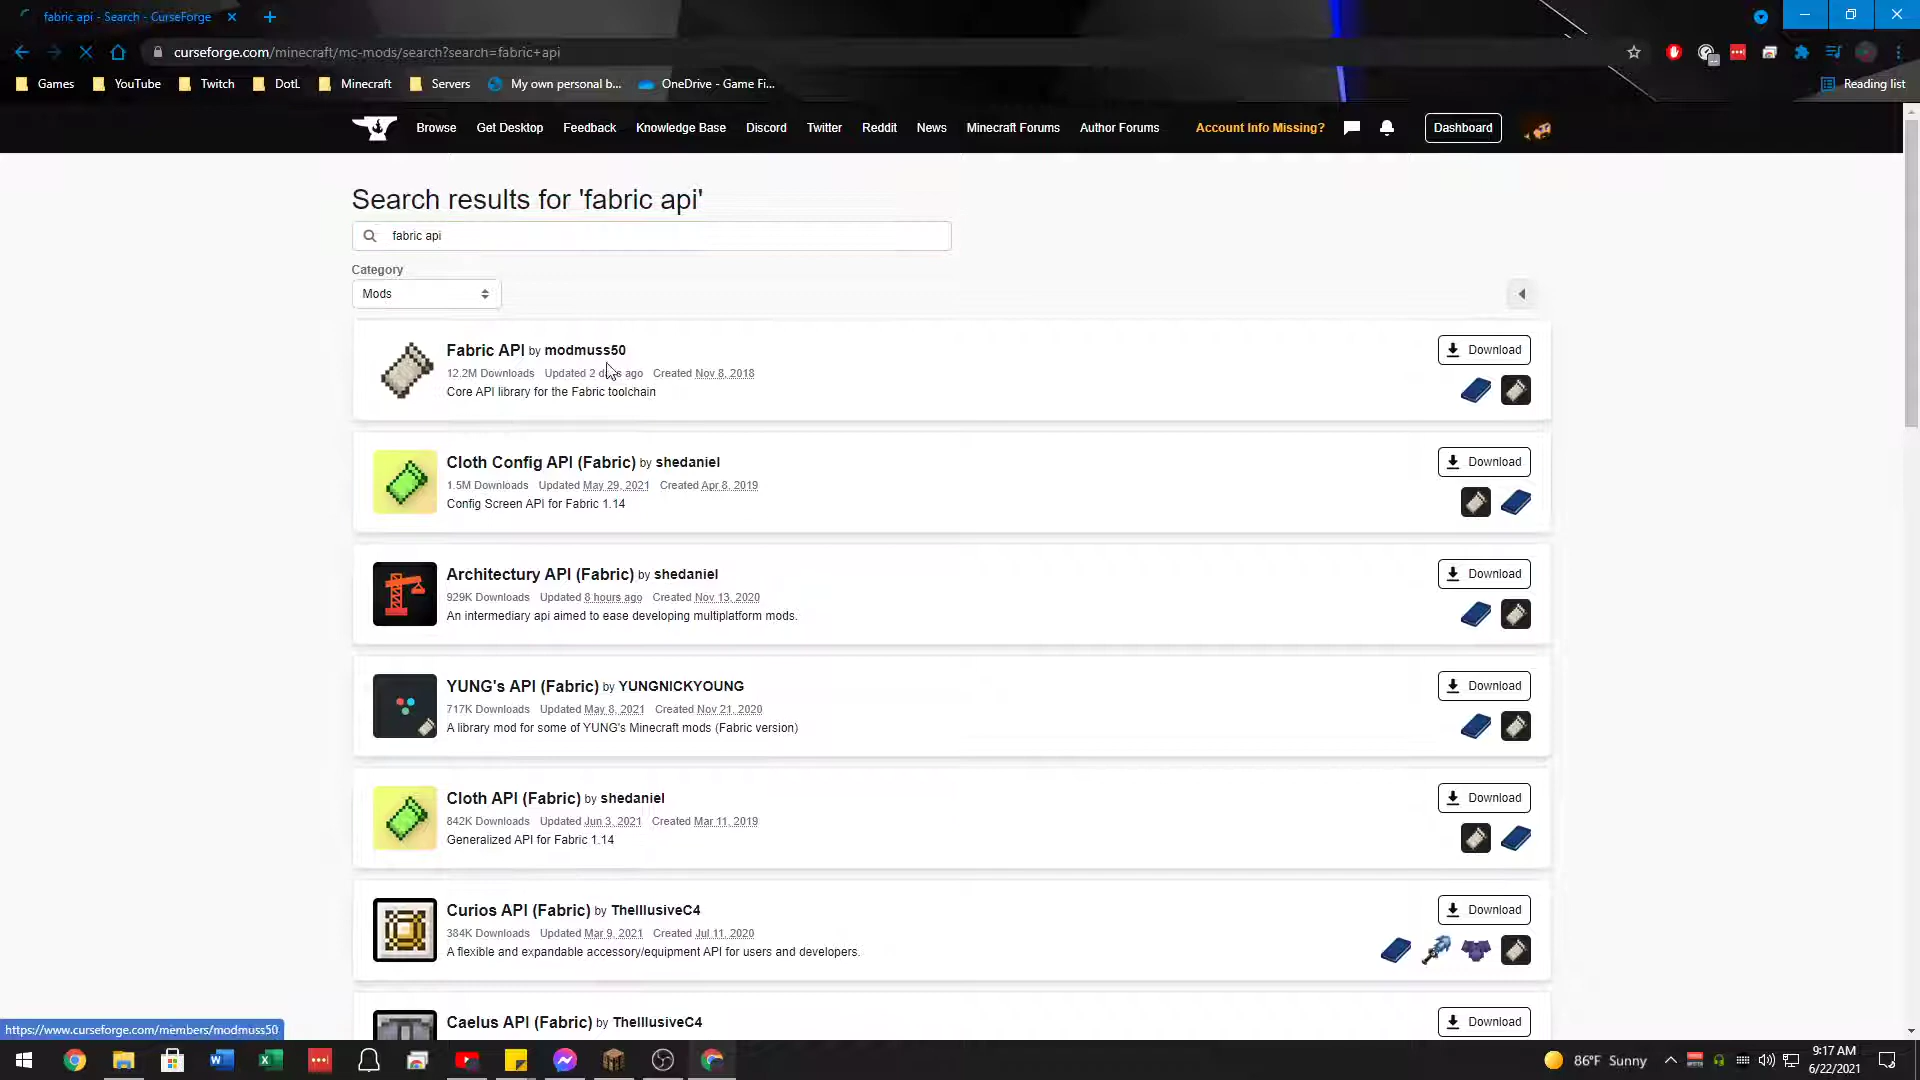 fabric api - Search - CurseForge
curseforge.com/minecraft/mc-mods/search?search=fabric+api
Games YouTube Twitch DotL Minecraft Servers My own personal b... OneDrive - Game Fi... Reading list
Browse Get Desktop Feedback Knowledge Base Discord Twitter Reddit News Minecraft Forums Author Forums Account Info Missing? Dashboard
Search results for 'fabric api'
fabric api
Category
Mods
Fabric API by modmuss50 Download
12.2M Downloads Updated 2 days ago Created Nov 8, 2018
Core API library for the Fabric toolchain
Cloth Config API (Fabric) by shedaniel Download
1.5M Downloads Updated May 29, 2021 Created Apr 8, 2019
Config Screen API for Fabric 1.14
Architectury API (Fabric) by shedaniel Download
929K Downloads Updated 8 hours ago Created Nov 13, 2020
An intermediary api aimed to ease developing multiplatform mods.
YUNG's API (Fabric) by YUNGNICKYOUNG Download
717K Downloads Updated May 8, 2021 Created Nov 21, 2020
A library mod for some of YUNG's Minecraft mods (Fabric version)
Cloth API (Fabric) by shedaniel Download
842K Downloads Updated Jun 3, 2021 Created Mar 11, 2019
Generalized API for Fabric 1.14
Curios API (Fabric) by TheIllusiveC4 Download
384K Downloads Updated Mar 9, 2021 Created Jul 11, 2020
A flexible and expandable accessory/equipment API for users and developers.
Caelus API (Fabric) by TheIllusiveC4 Download
https://www.curseforge.com/members/modmuss50
86°F Sunny
9:17 AM
6/22/2021